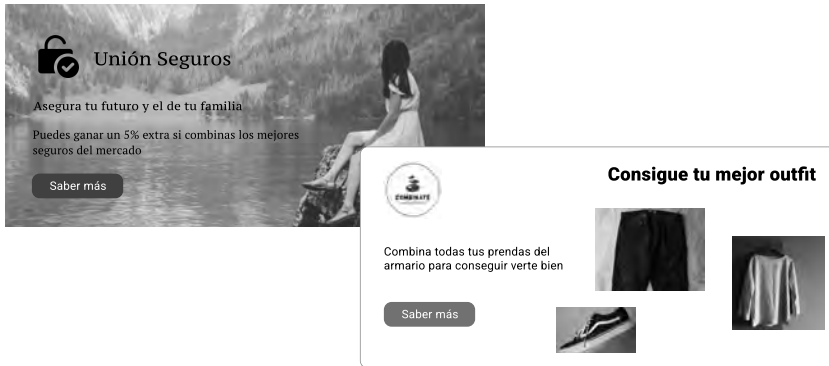 Unión Seguros
Asegura tu futuro y el de tu familia
Puedes ganar un 5% extra si combinas los mejores
seguros del mercado
Saber más
COMBINATE
Consigue tu mejor outfit
Combina todas tus prendas del
armario para conseguir verte bien
Saber más